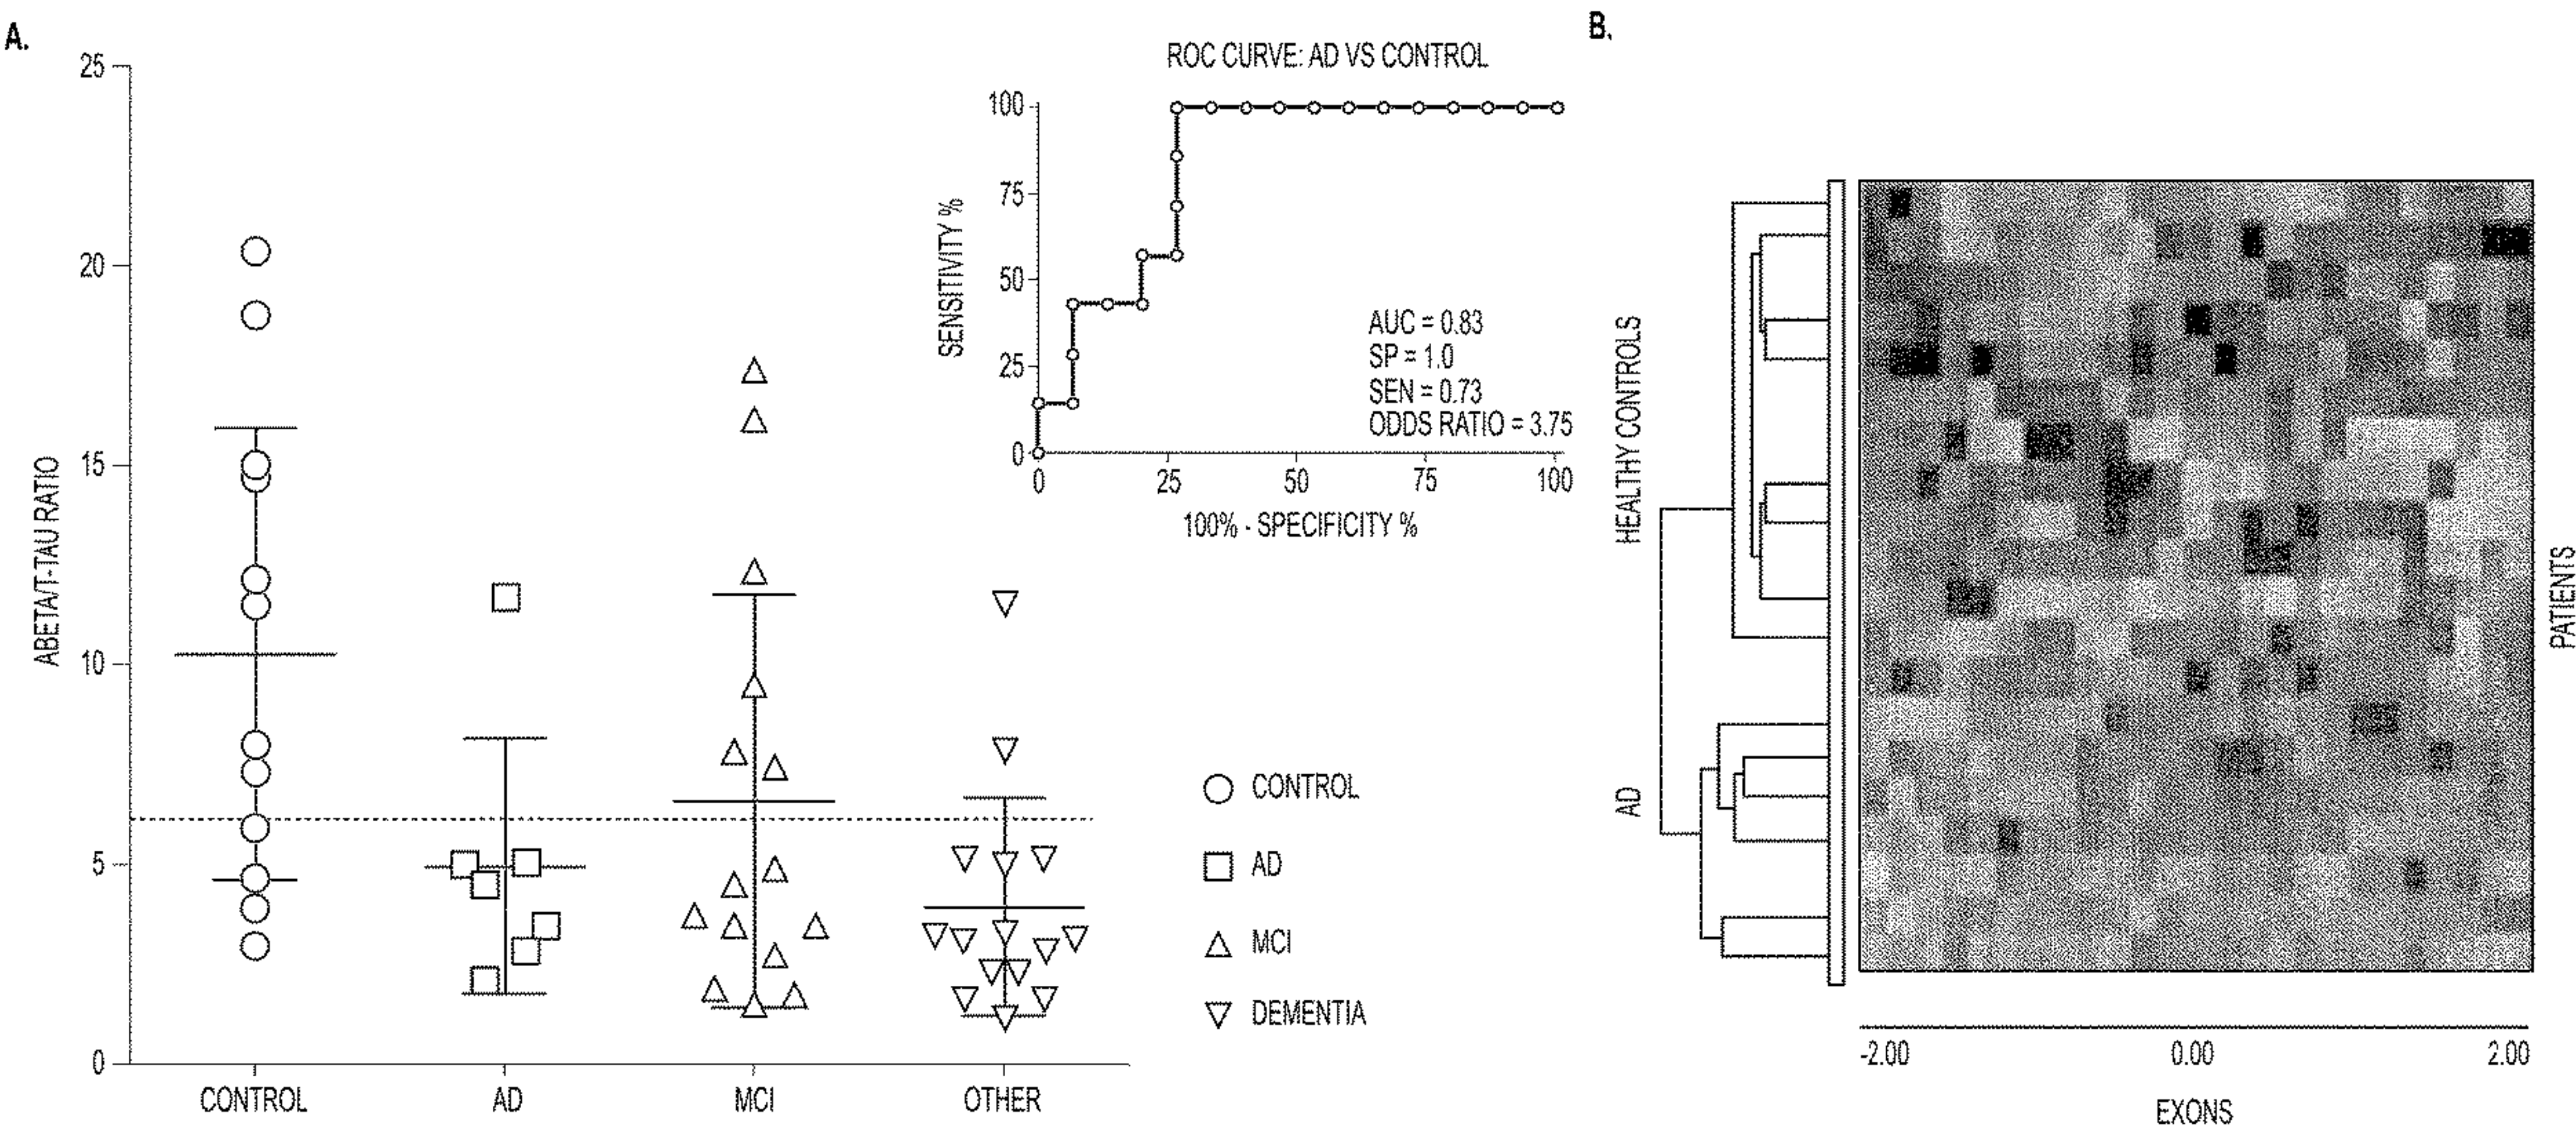 A.
ABETA/T-TAU RATIO
25
20
15
10
5
0
CONTROL
AD
MCI
OTHER
ROC CURVE: AD VS CONTROL
SENSITIVITY %
100
75
50
25
0
0
25
50
75
100
100% - SPECIFICITY %
AUC = 0.83
SP = 1.0
SEN = 0.73
ODDS RATIO = 3.75
CONTROL
AD
MCI
DEMENTIA
B.
HEALTHY CONTROLS
AD
PATIENTS
-2.00
0.00
2.00
EXONS